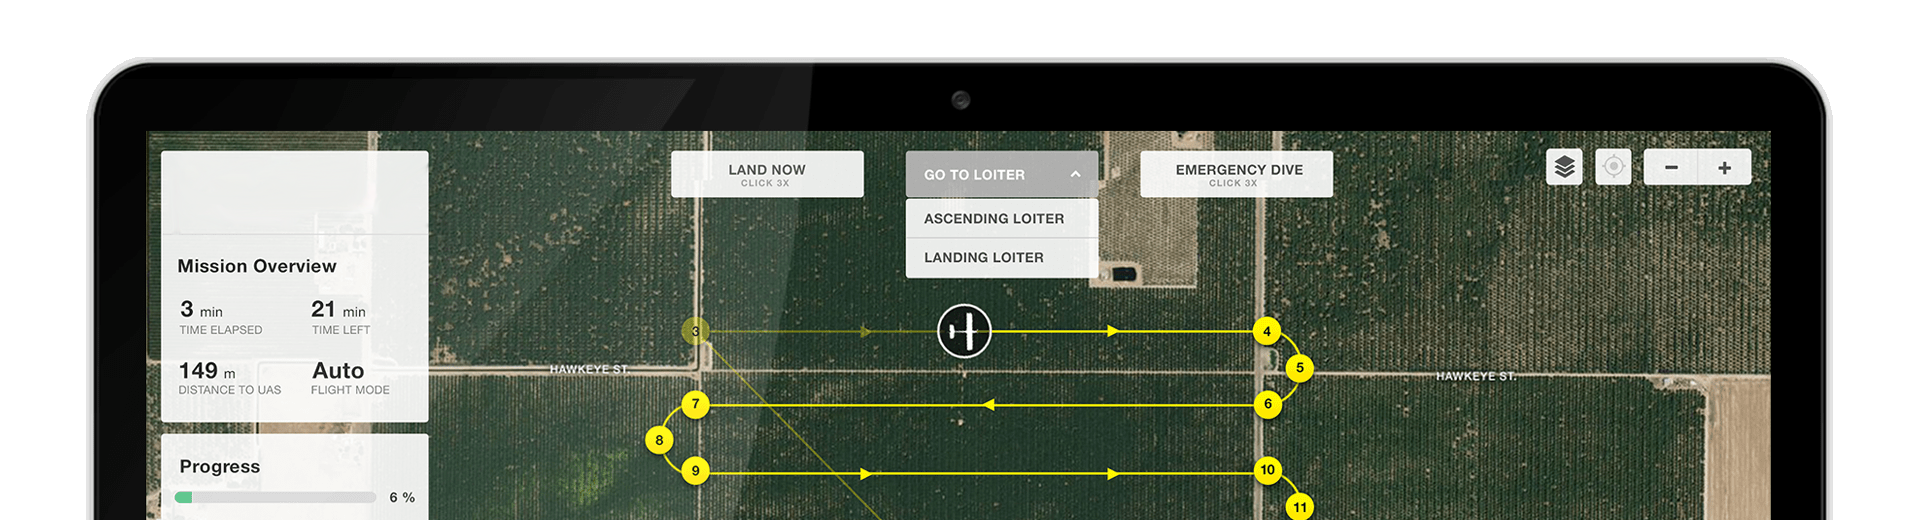 LAND NOW
CLICK 3X
GO TO LOITER
ASCENDING LOITER
LANDING LOITER
EMERGENCY DIVE
CLICK 3X
− +
Mission Overview
3 min
TIME ELAPSED
21 min
TIME LEFT
149 m
DISTANCE TO UAS
Auto
FLIGHT MODE
Progress
6 %
3
4
5
HAWKEYE ST.
HAWKEYE ST.
7
6
8
9
10
11